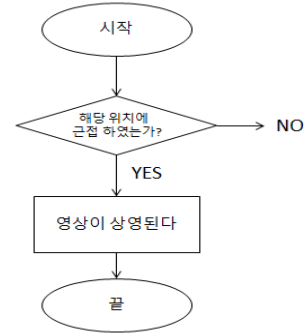 시작
해당 위치에
근접 하였는가?
NO
YES
영상이 상영된다
끝